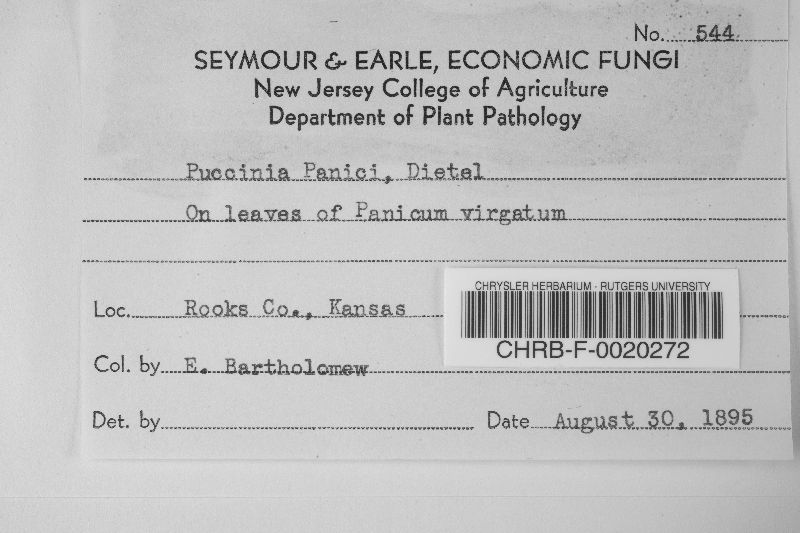 No. 544
SEYMOUR & EARLE, ECONOMIC FUNGI
New Jersey College of Agriculture
Department of Plant Pathology
Puccinia Panici, Dietel
On leaves of Panicum virgatum
Loc. Rooks Co., Kansas
CHRYSLER HERBARIUM - RUTGERS UNIVERSITY
CHRB-F-0020272
Col. by E. Bartholomew
Det. by
Date August 30, 1895